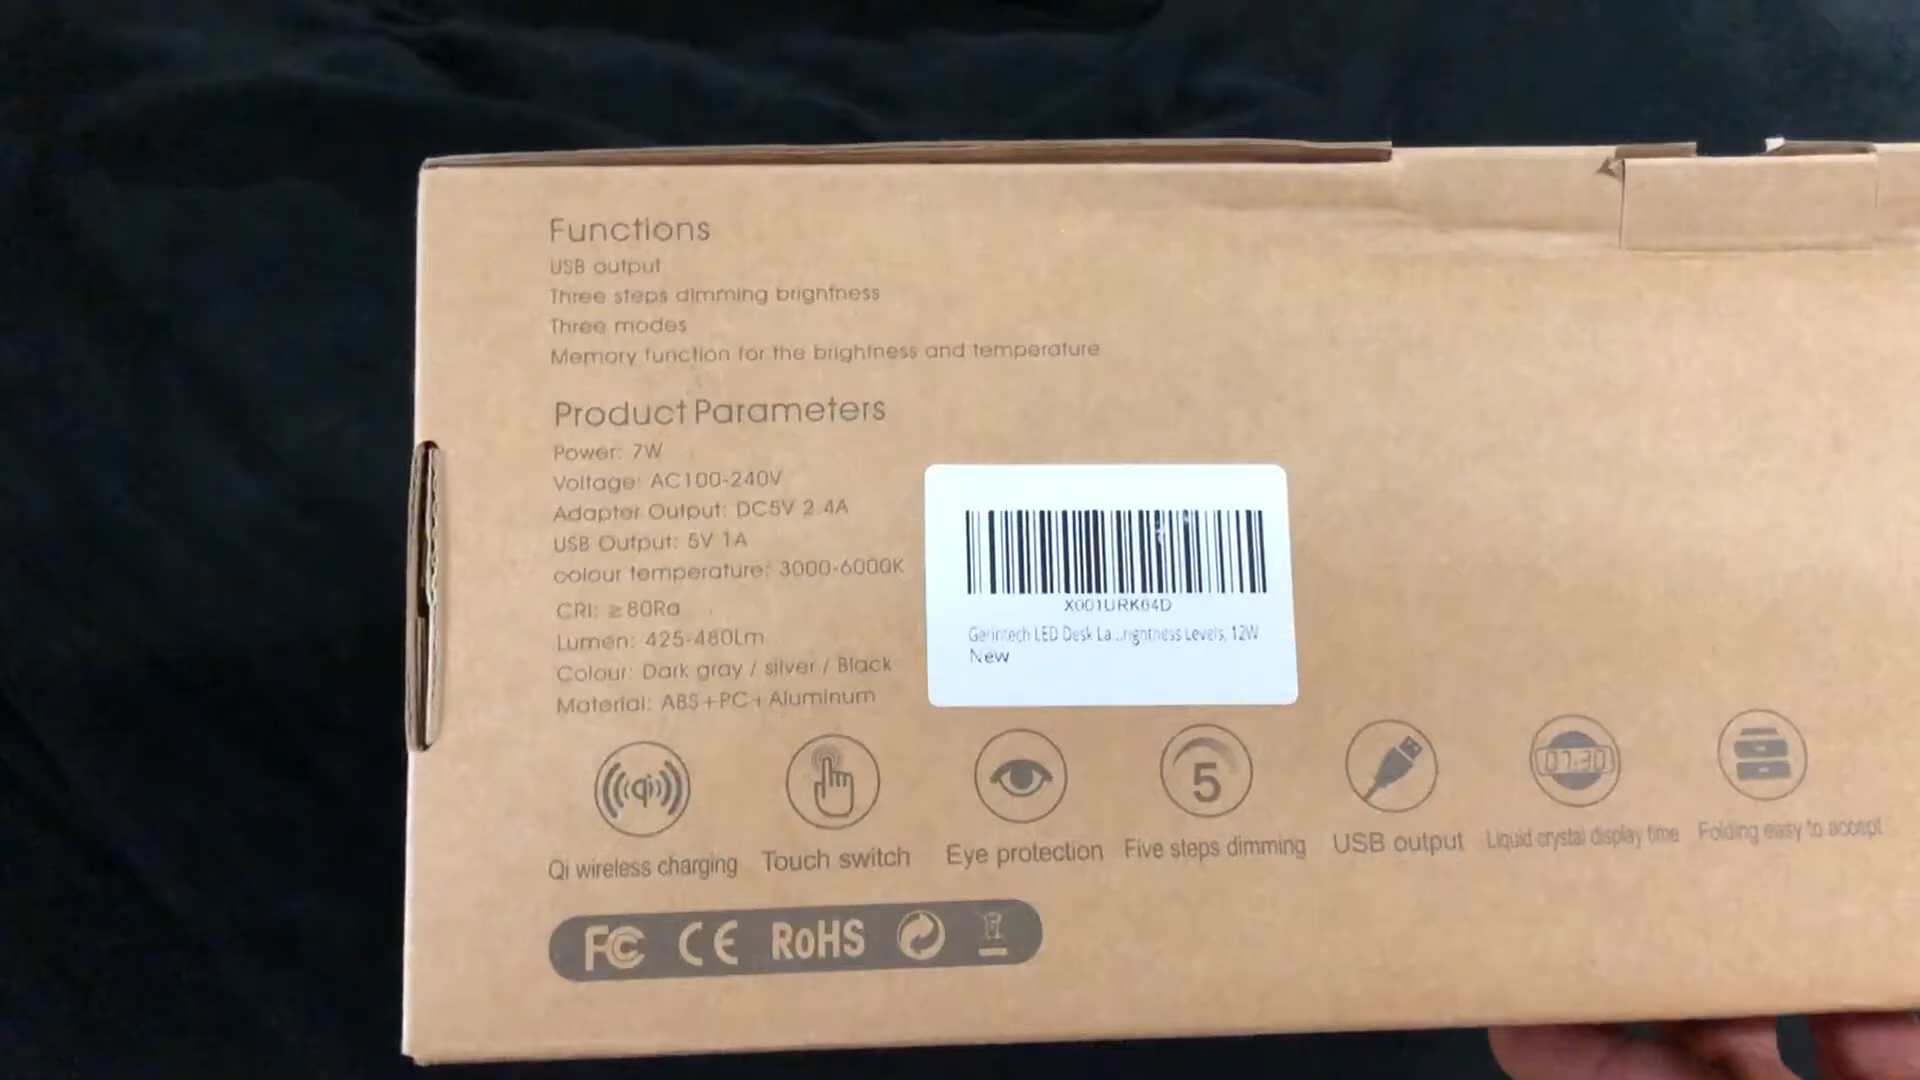 Functions
USB output
Three steps dimming brightness
Three modes
Memory function for the brightness and temperature
Product Parameters
Power: 7W
Voltage: AC100-240V
Adapter Output: DC5V 2.4A
USB Output: 5V 1A
colour temperature: 3000-6000K
CRI: ≥80Ra
Lumen: 425-480Lm
Colour: Dark gray / silver / Black
Material: ABS+PC+Aluminum
X001URK64D
Gerintech LED Desk La...rightness Levels, 12W
New
qi
5
07:30
Qi wireless charging
Touch switch
Eye protection
Five steps dimming
USB output
Liquid crystal display time
Folding easy to accept
FC CE RoHS